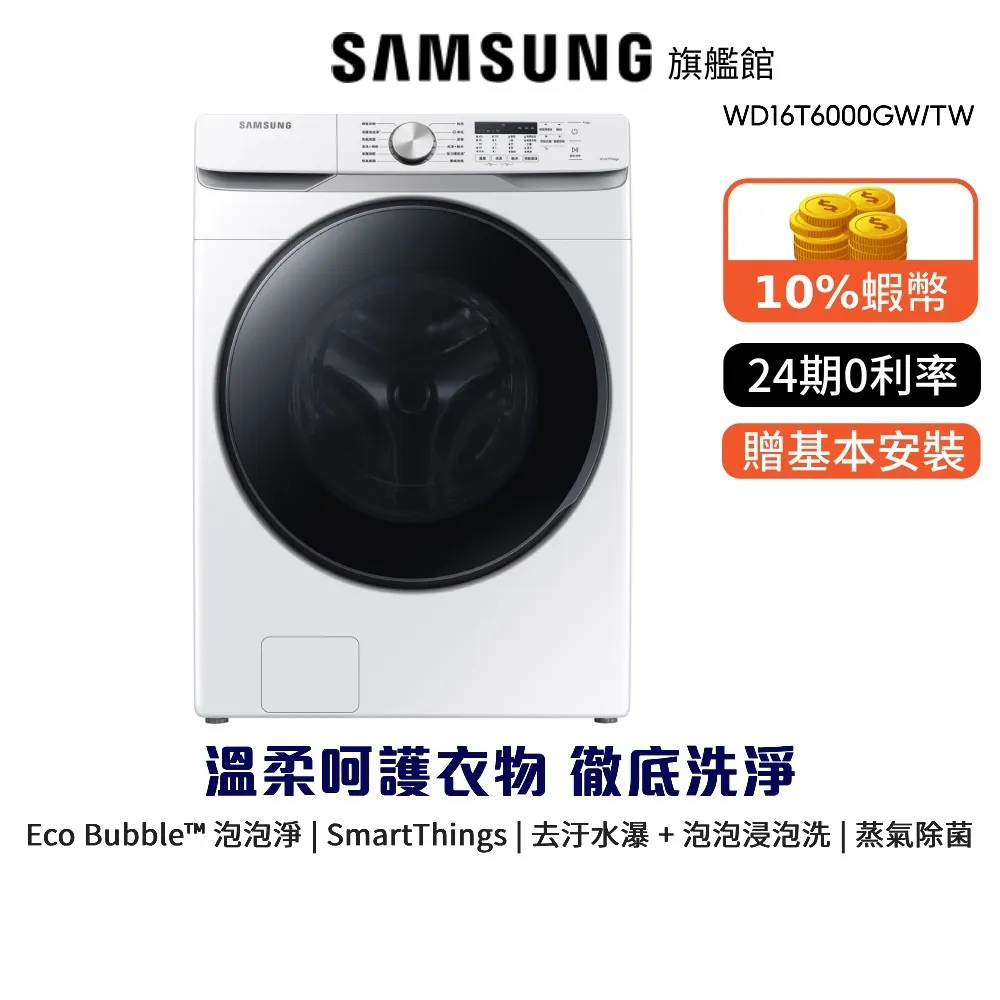 SAMSUNG 旗艦館
WD16T6000GW/TW
SAMSUNG
10%蝦幣
24期0利率
贈基本安裝
溫柔呵護衣物 徹底洗淨
Eco Bubble™ 泡泡淨 | SmartThings | 去汙水瀑 + 泡泡浸泡洗 | 蒸氣除菌